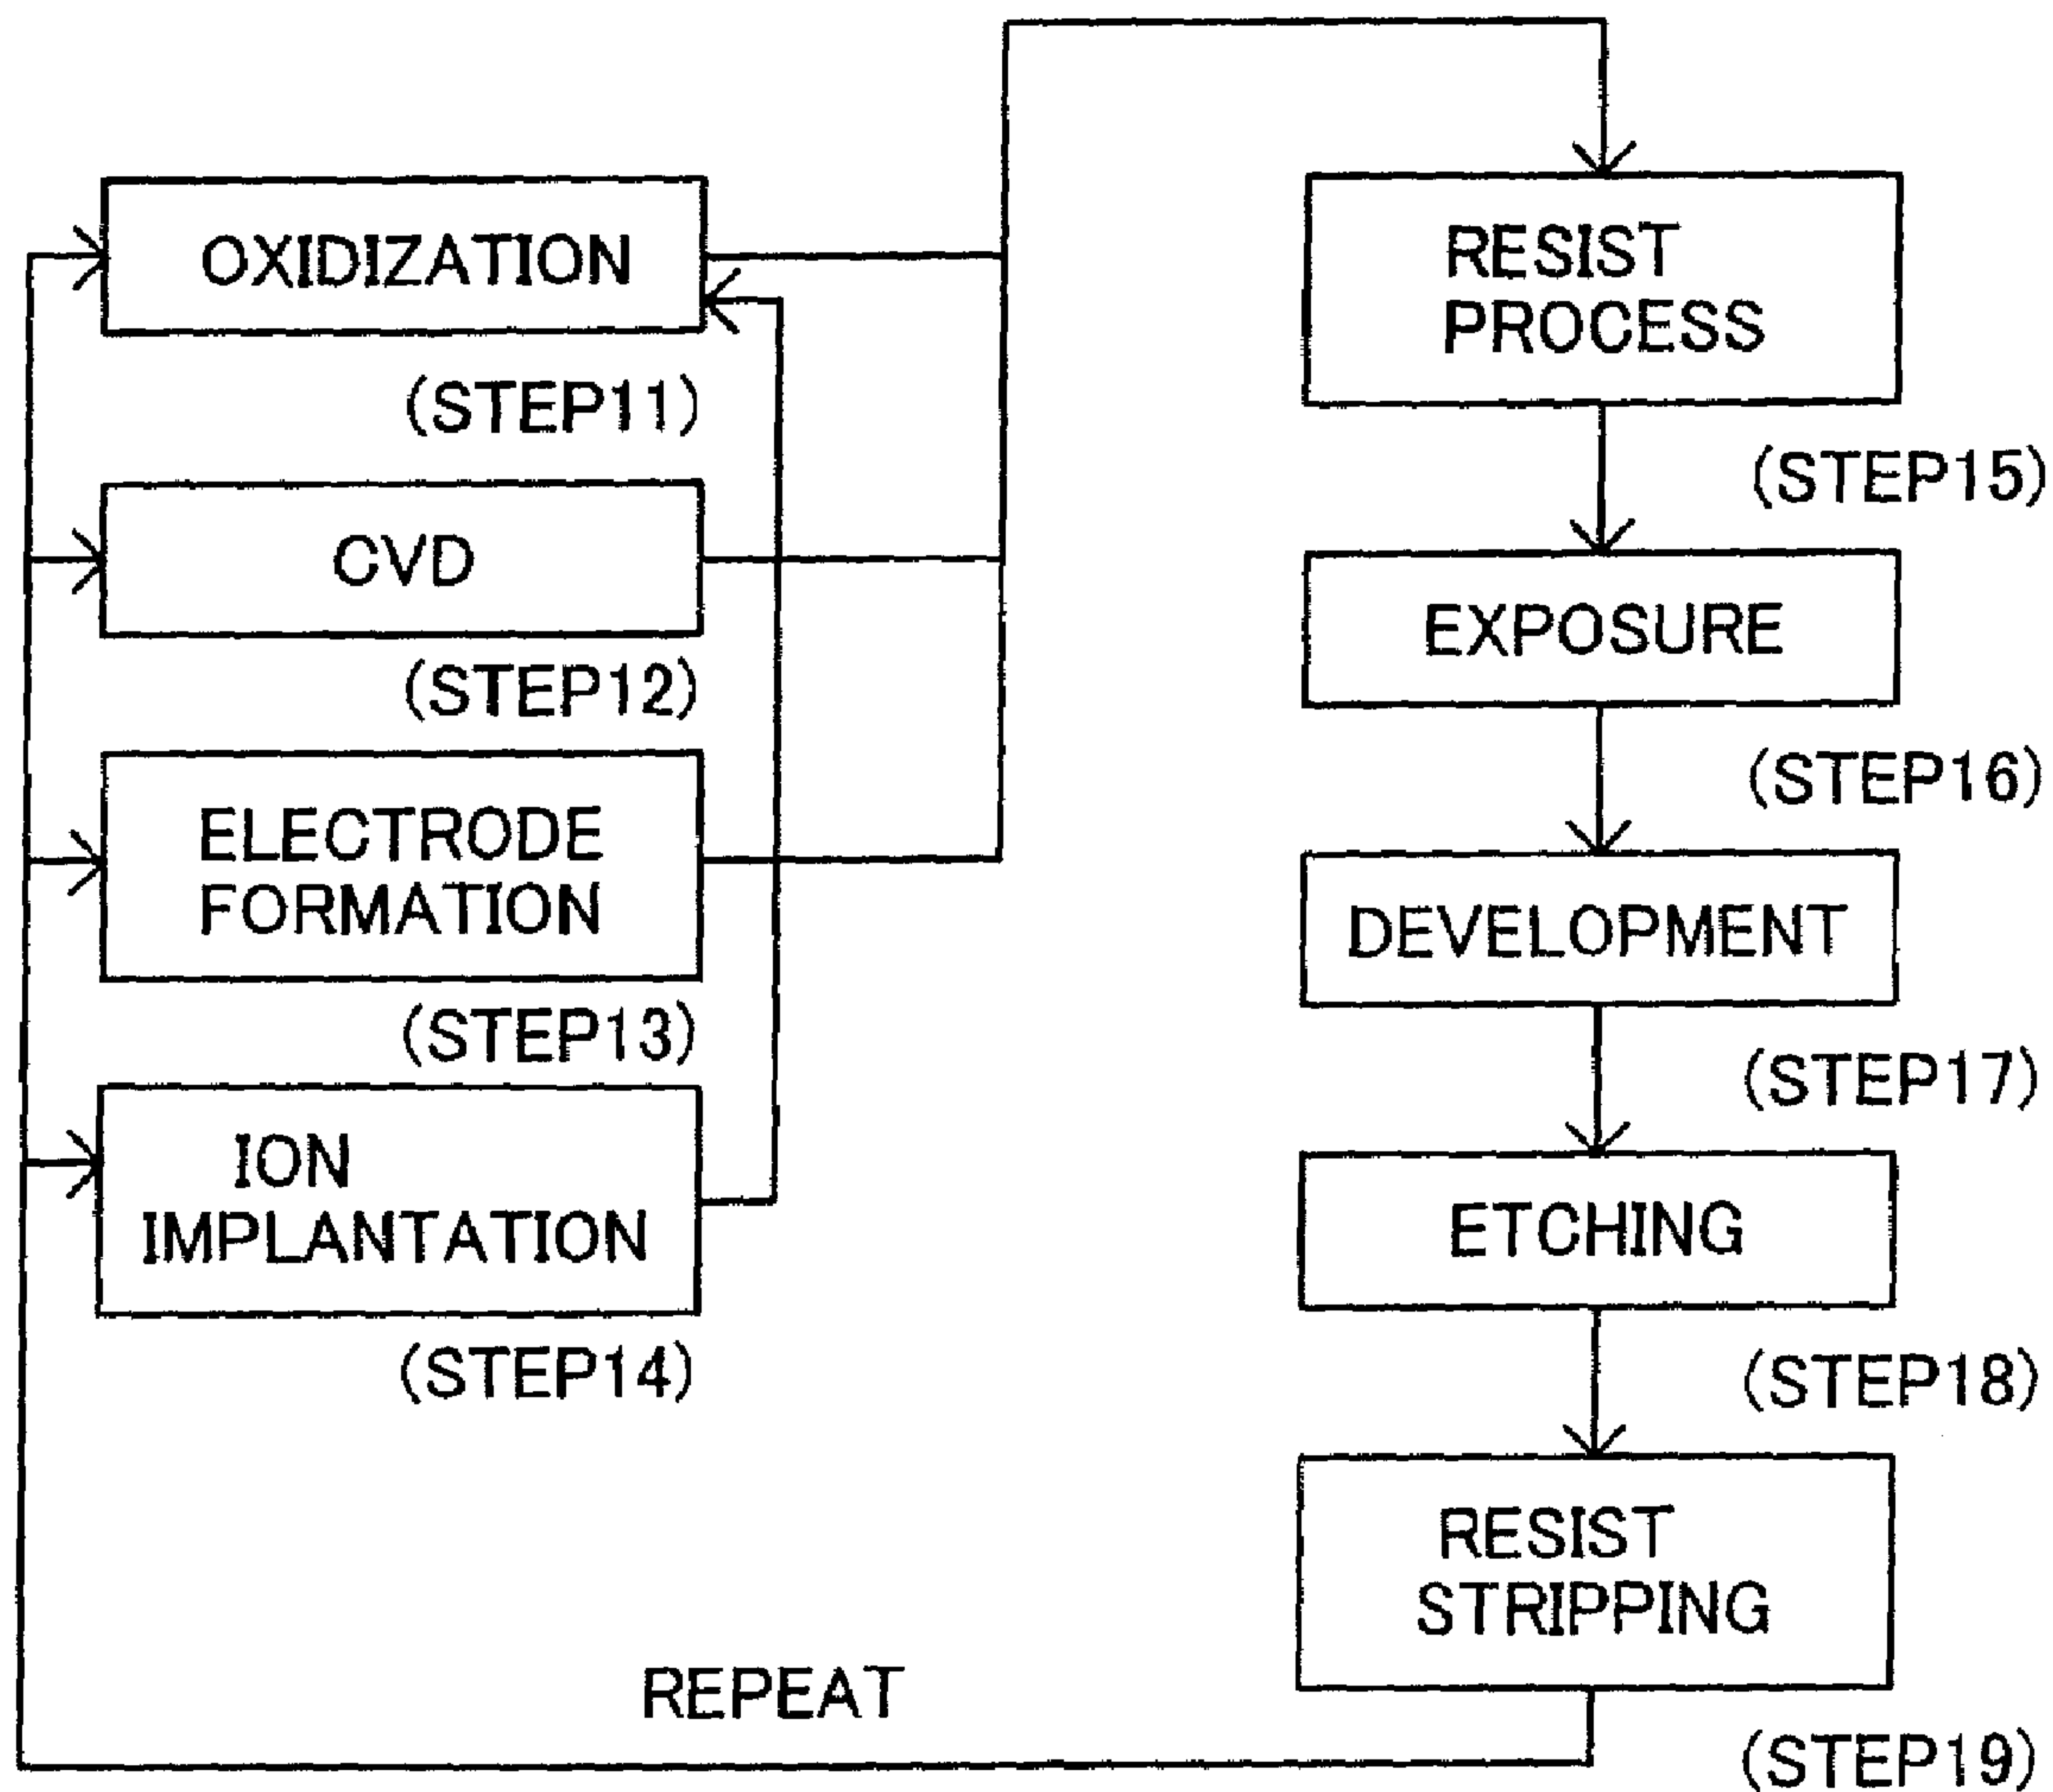 OXIDIZATION
(STEP11)
CVD
(STEP12)
ELECTRODE
FORMATION
(STEP13)
ION
IMPLANTATION
(STEP14)
RESIST
PROCESS
(STEP15)
EXPOSURE
(STEP16)
DEVELOPMENT
(STEP17)
ETCHING
(STEP18)
RESIST
STRIPPING
(STEP19)
REPEAT